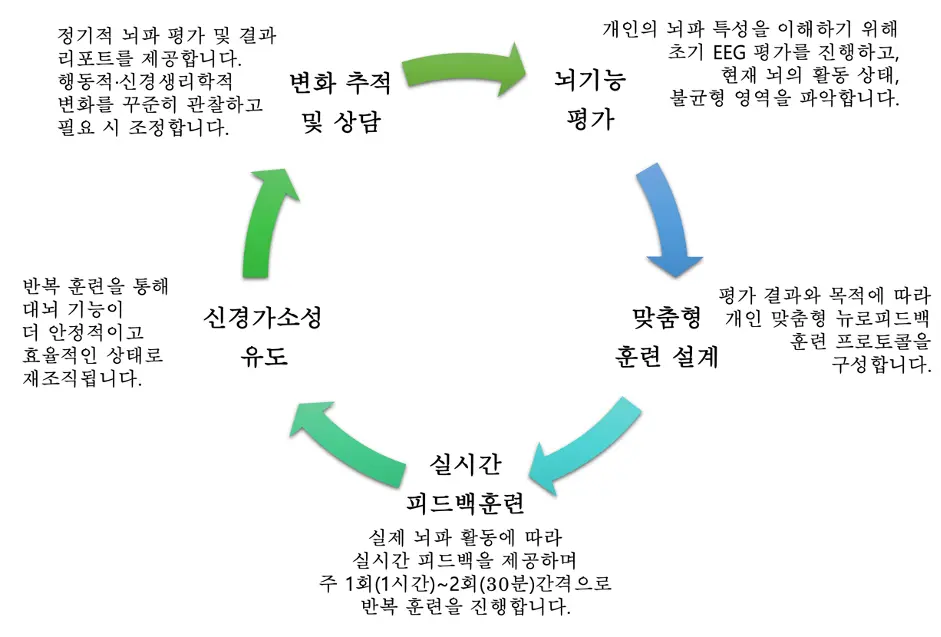 정기적 뇌파 평가 및 결과
리포트를 제공합니다.
행동적·신경생리학적
변화를 꾸준히 관찰하고
필요 시 조정합니다.
변화 추적
및 상담
뇌기능
평가
개인의 뇌파 특성을 이해하기 위해
초기 EEG 평가를 진행하고,
현재 뇌의 활동 상태,
불균형 영역을 파악합니다.
맞춤형
훈련 설계
평가 결과와 목적에 따라
개인 맞춤형 뉴로피드백
훈련 프로토콜을
구성합니다.
실시간
피드백훈련
실제 뇌파 활동에 따라
실시간 피드백을 제공하며
주 1회(1시간)~2회(30분)간격으로
반복 훈련을 진행합니다.
신경가소성
유도
반복 훈련을 통해
대뇌 기능이
더 안정적이고
효율적인 상태로
재조직됩니다.